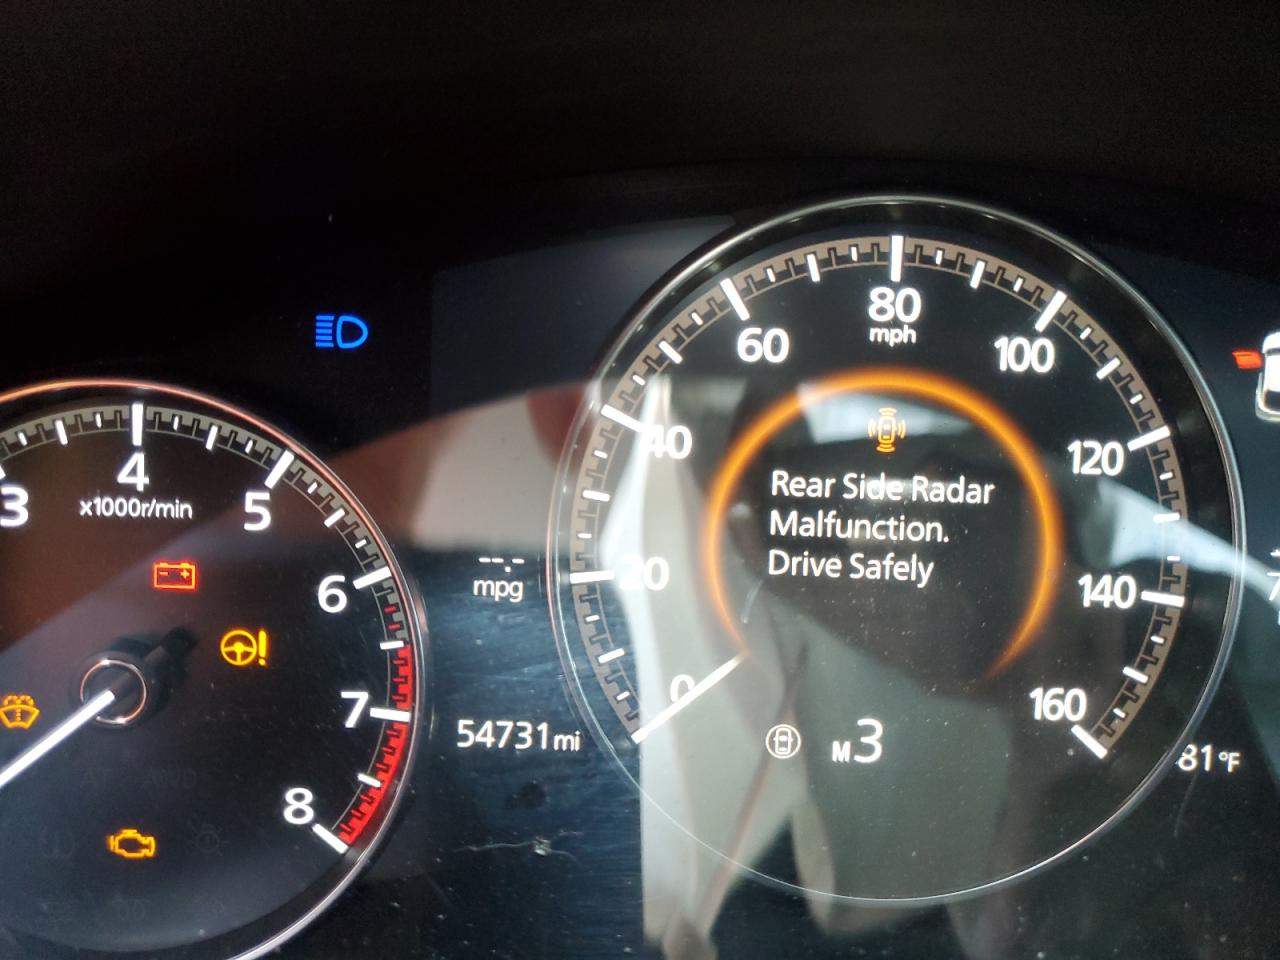 80
mph
60
100
40
120
20
140
0
160
Rear Side Radar
Malfunction.
Drive Safely
M3
3
4
5
x1000r/min
6
7
8
--.-
mpg
54731mi
81°F